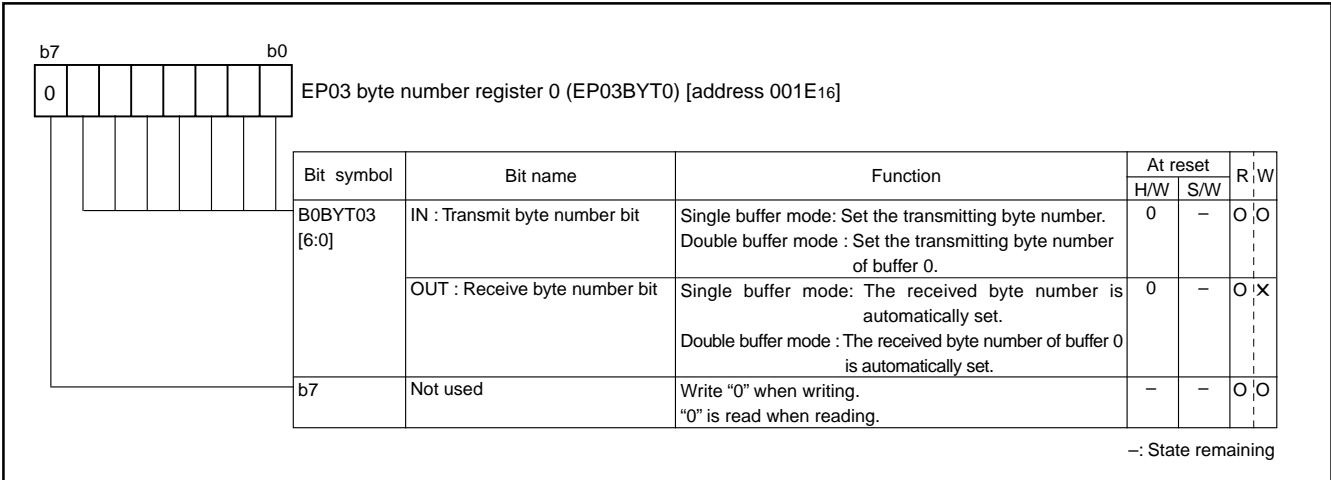 b7 b0
0 EP03 byte number register 0 (EP03BYT0) [address 001E16]
Bit symbol Bit name Function At reset R W
H/W S/W
B0BYT03 IN : Transmit byte number bit Single buffer mode: Set the transmitting byte number. 0 – O O
[6:0] Double buffer mode : Set the transmitting byte number
of buffer 0.
OUT : Receive byte number bit Single buffer mode: The received byte number is 0 – O ✕
automatically set.
Double buffer mode : The received byte number of buffer 0
is automatically set.
b7 Not used Write “0” when writing. – – O O
“0” is read when reading.
–: State remaining